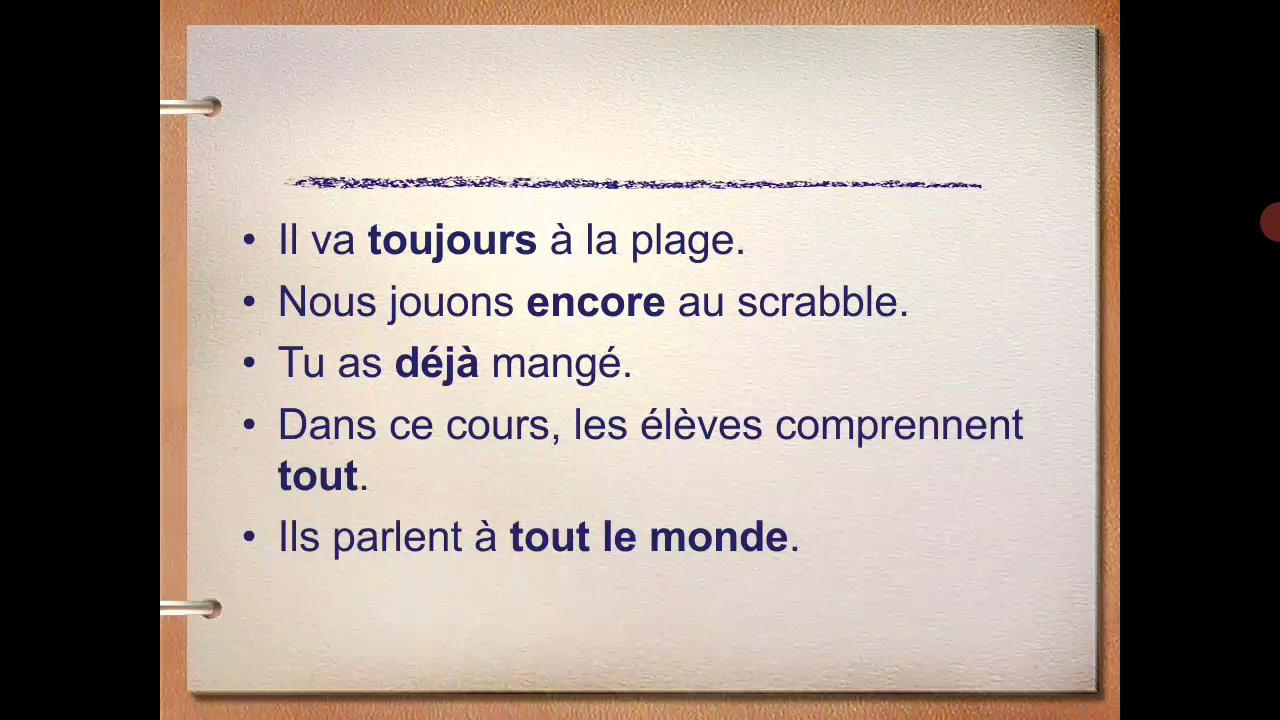 • Il va toujours à la plage.
• Nous jouons encore au scrabble.
• Tu as déjà mangé.
• Dans ce cours, les élèves comprennent
tout.
• Ils parlent à tout le monde.